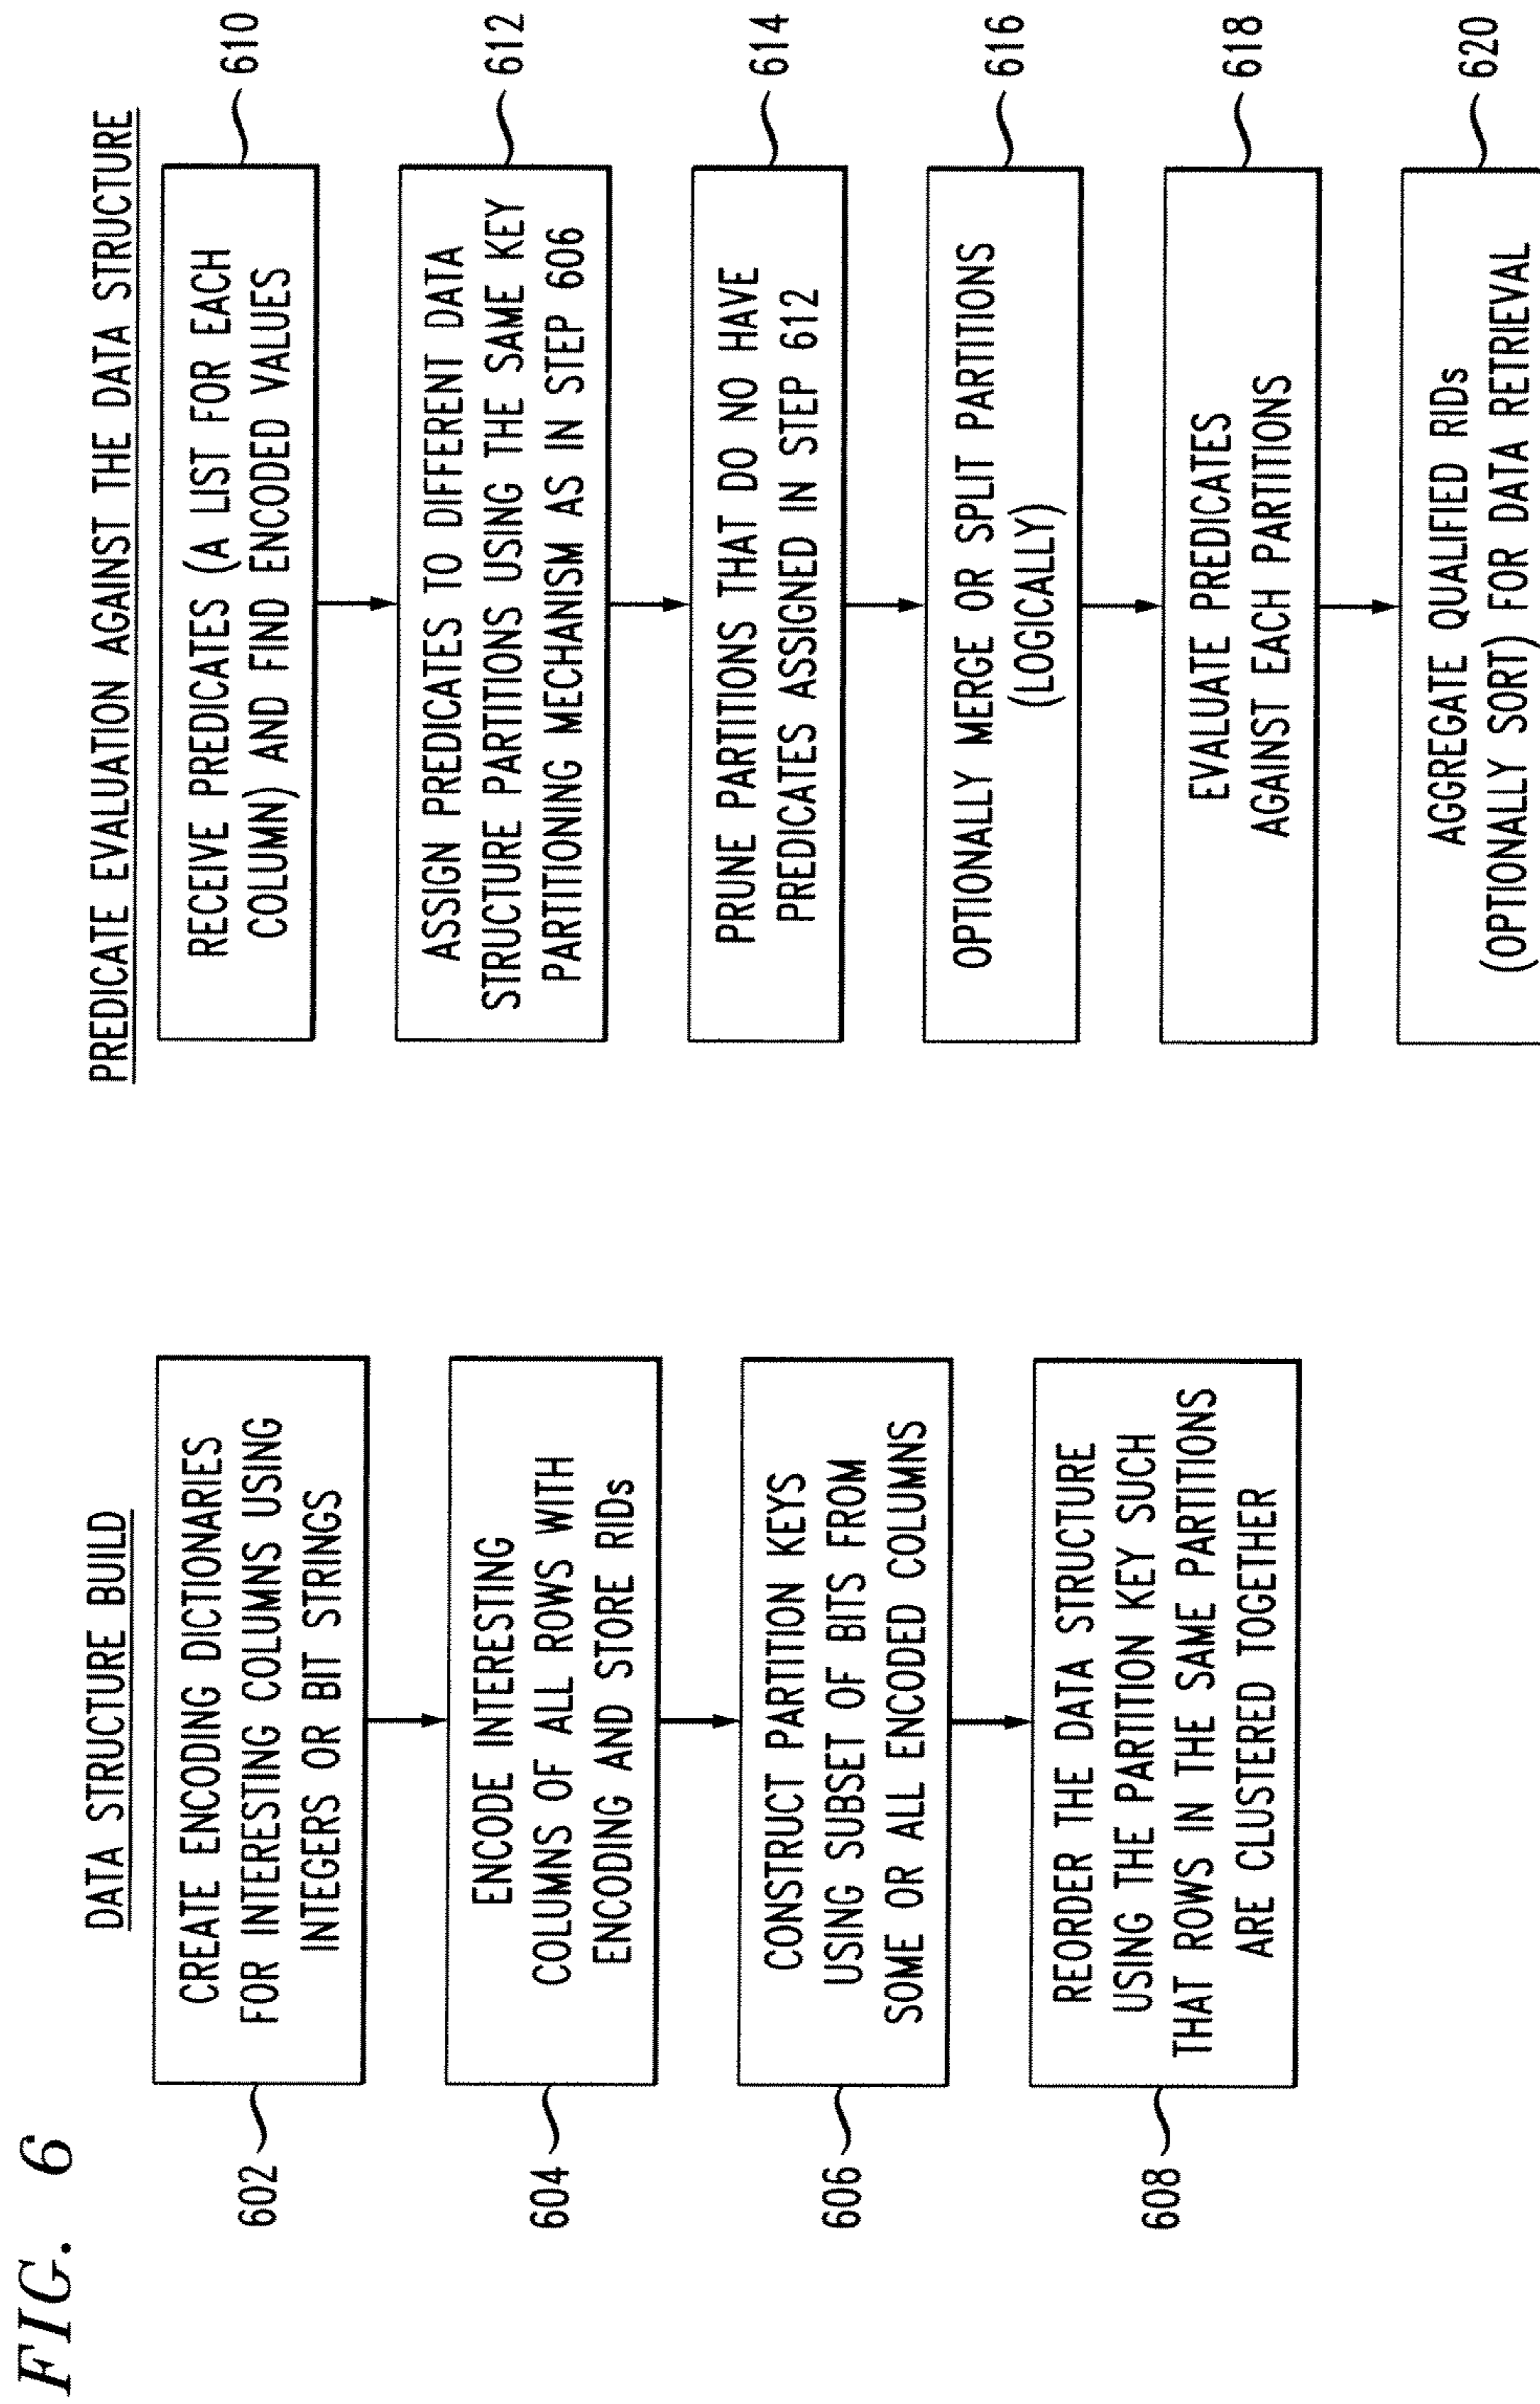 FIG. 6
DATA STRUCTURE BUILD
602
CREATE ENCODING DICTIONARIES
FOR INTERESTING COLUMNS USING
INTEGERS OR BIT STRINGS
604
ENCODE INTERESTING
COLUMNS OF ALL ROWS WITH
ENCODING AND STORE RIDs
606
CONSTRUCT PARTITION KEYS
USING SUBSET OF BITS FROM
SOME OR ALL ENCODED COLUMNS
608
REORDER THE DATA STRUCTURE
USING THE PARTITION KEY SUCH
THAT ROWS IN THE SAME PARTITIONS
ARE CLUSTERED TOGETHER
PREDICATE EVALUATION AGAINST THE DATA STRUCTURE
RECEIVE PREDICATES (A LIST FOR EACH
COLUMN) AND FIND ENCODED VALUES
610
ASSIGN PREDICATES TO DIFFERENT DATA
STRUCTURE PARTITIONS USING THE SAME KEY
PARTITIONING MECHANISM AS IN STEP 606
612
PRUNE PARTITIONS THAT DO NO HAVE
PREDICATES ASSIGNED IN STEP 612
614
OPTIONALLY MERGE OR SPLIT PARTITIONS
(LOGICALLY)
616
EVALUATE PREDICATES
AGAINST EACH PARTITIONS
618
AGGREGATE QUALIFIED RIDs
(OPTIONALLY SORT) FOR DATA RETRIEVAL
620